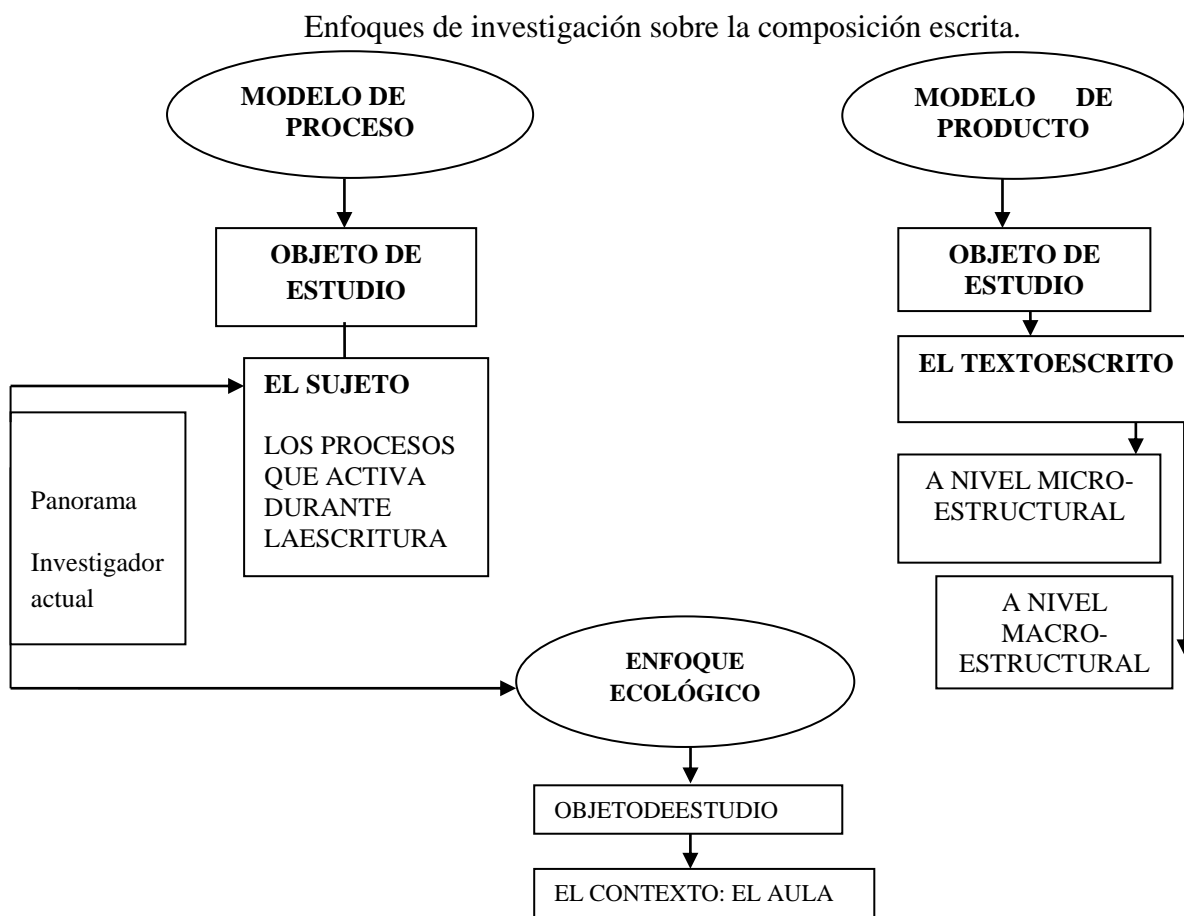 Enfoques de investigación sobre la composición escrita.
MODELO DE
PROCESO
OBJETO DE
ESTUDIO
EL SUJETO
LOS PROCESOS
QUE ACTIVA
DURANTE
LAESCRITURA
Panorama
Investigador
actual
MODELO DE
PRODUCTO
OBJETO DE
ESTUDIO
EL TEXTOESCRITO
A NIVEL MICRO-
ESTRUCTURAL
A NIVEL
MACRO-
ESTRUCTURAL
ENFOQUE
ECOLÓGICO
OBJETODEESTUDIO
EL CONTEXTO: EL AULA